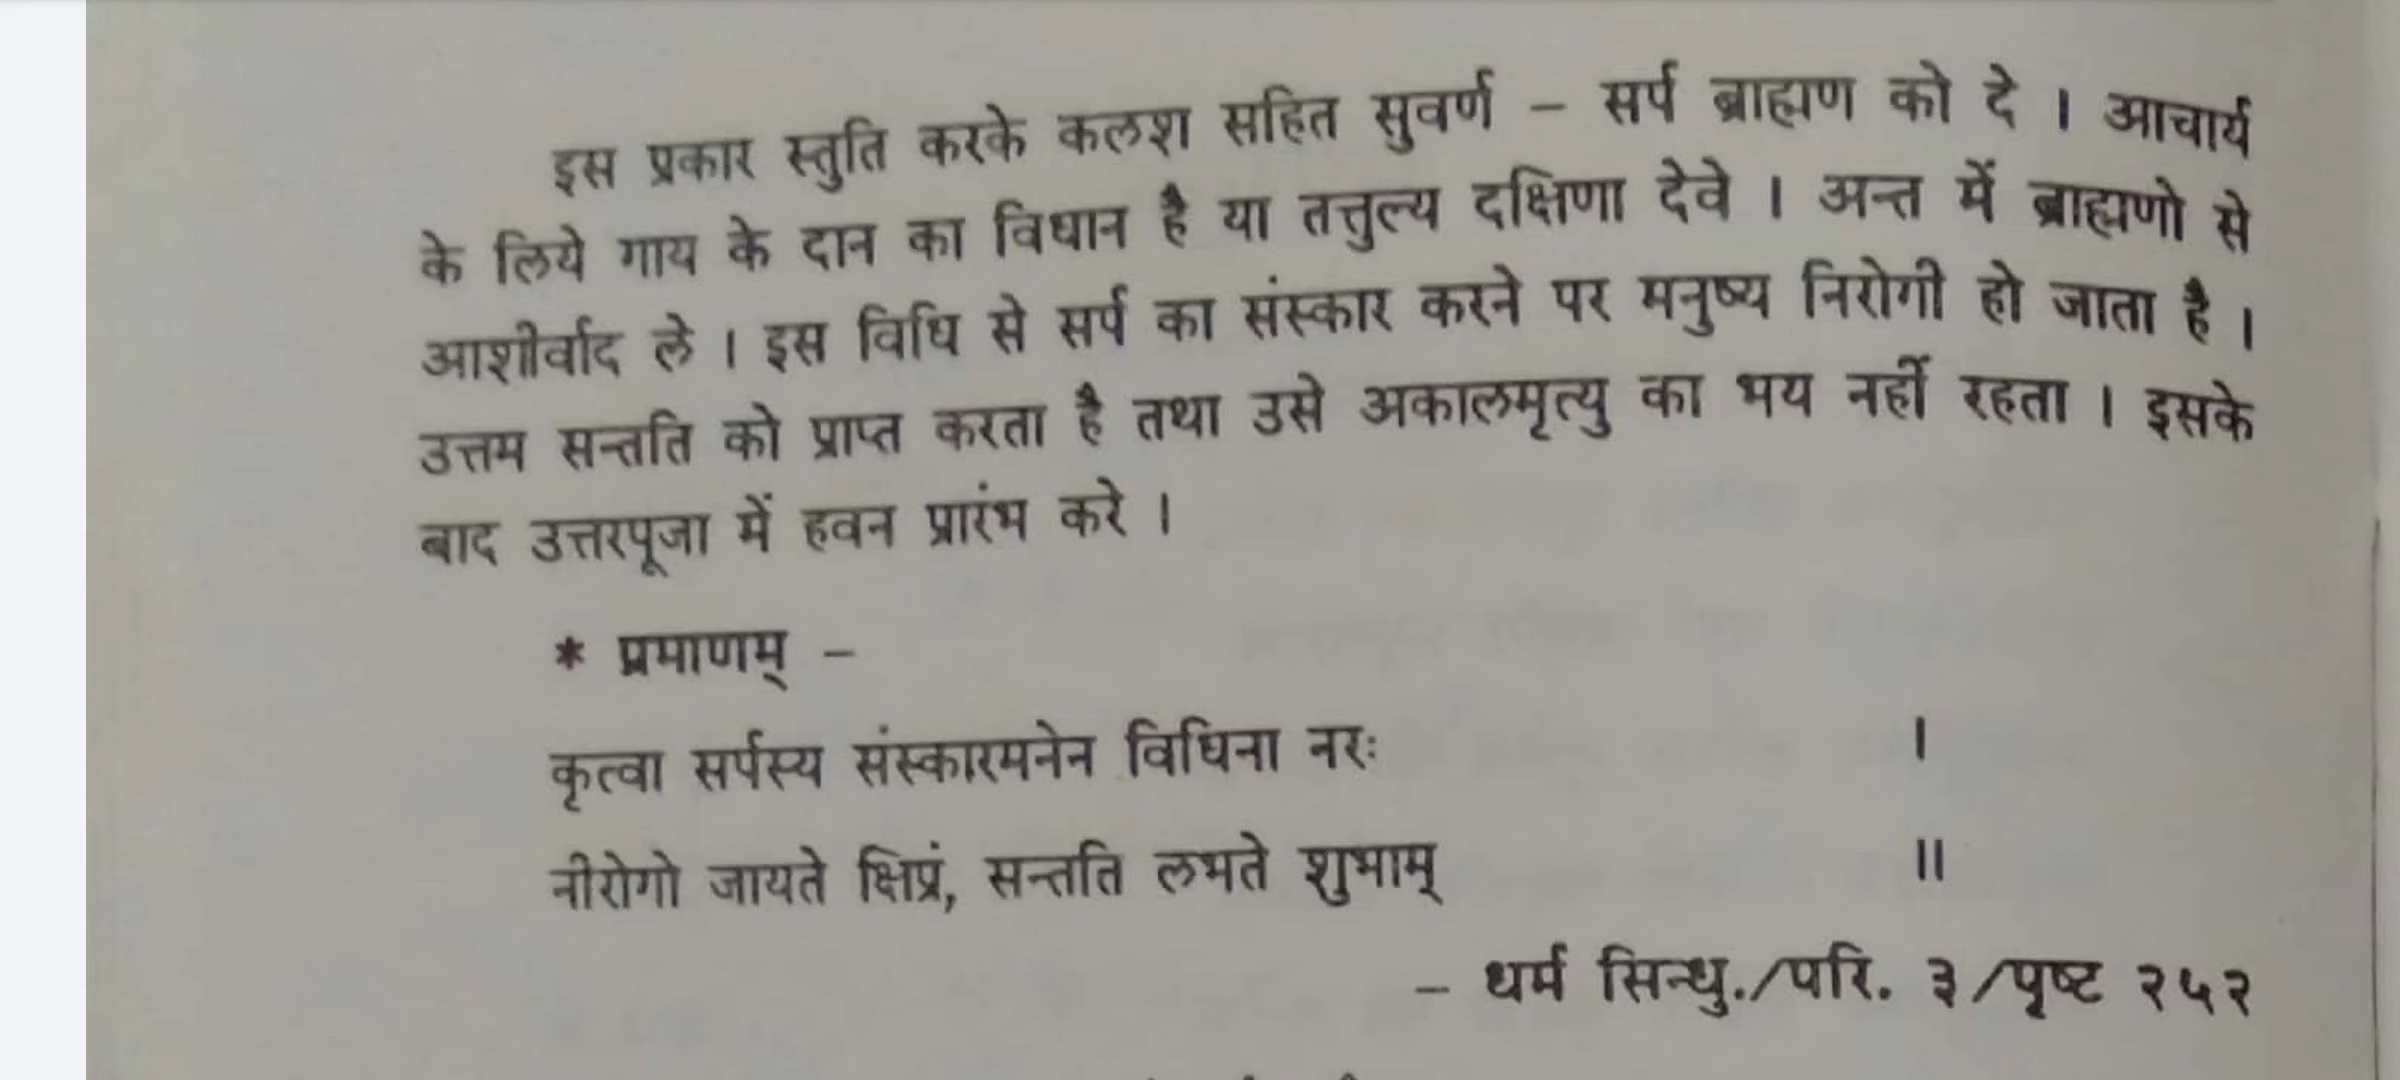 इस प्रकार स्तुति करके कलश सहित सुवर्ण – सर्प ब्राह्मण को दे । आचार्य
के लिये गाय के दान का विधान है या तत्तुल्य दक्षिणा देवे । अन्त में ब्राह्मणो से
आशीर्वाद ले । इस विधि से सर्प का संस्कार करने पर मनुष्य निरोगी हो जाता है ।
उत्तम सन्तति को प्राप्त करता है तथा उसे अकालमृत्यु का भय नहीं रहता । इसके
बाद उत्तरपूजा में हवन प्रारंभ करे ।
* प्रमाणम् –
कृत्वा सर्पस्य संस्कारमनेन विधिना नरः ।
नीरोगो जायते क्षिप्रं, सन्तति लभते शुभाम् ॥
– धर्म सिन्धु./परि. ३/पृष्ट २५२